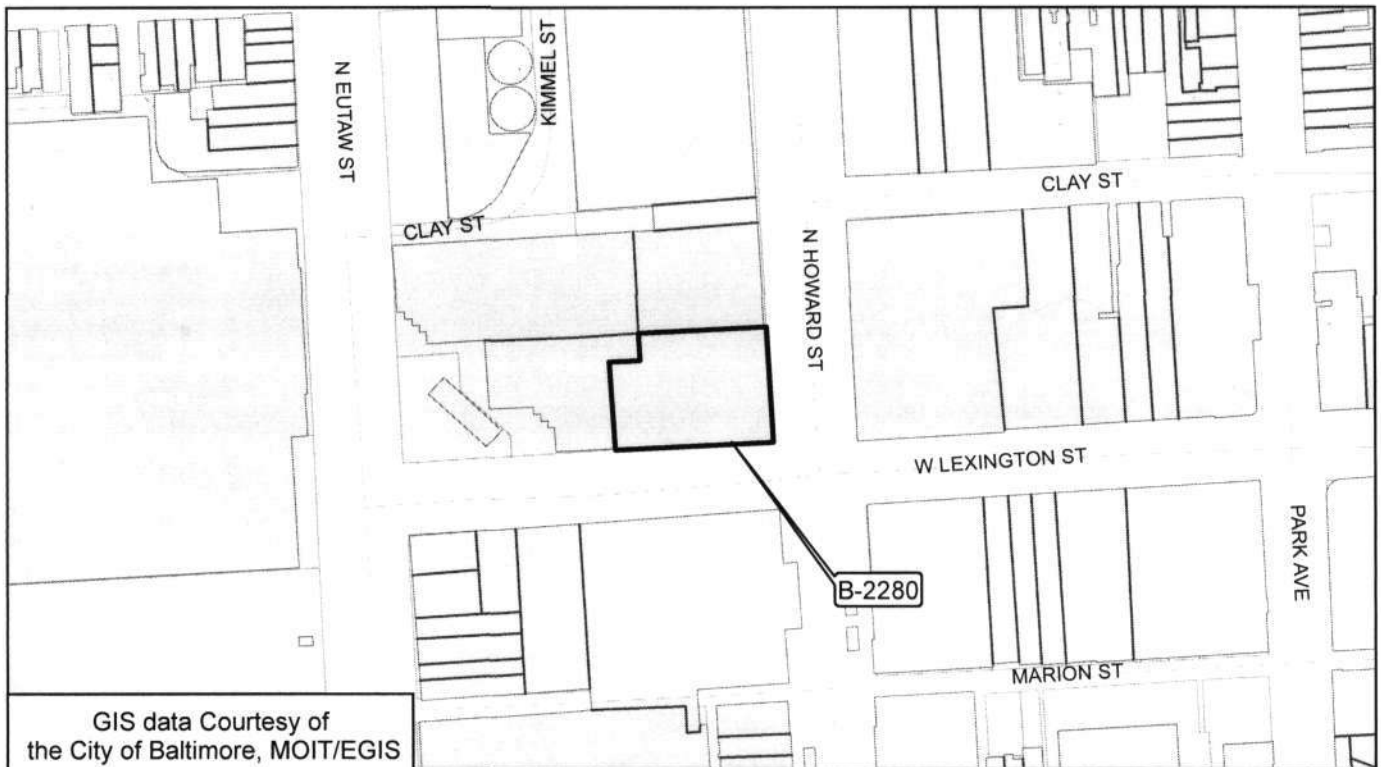 N EUTAW ST
KIMMEL ST
CLAY ST
CLAY ST
N HOWARD ST
W LEXINGTON ST
PARK AVE
B-2280
MARION ST
GIS data Courtesy of
the City of Baltimore, MOIT/EGIS